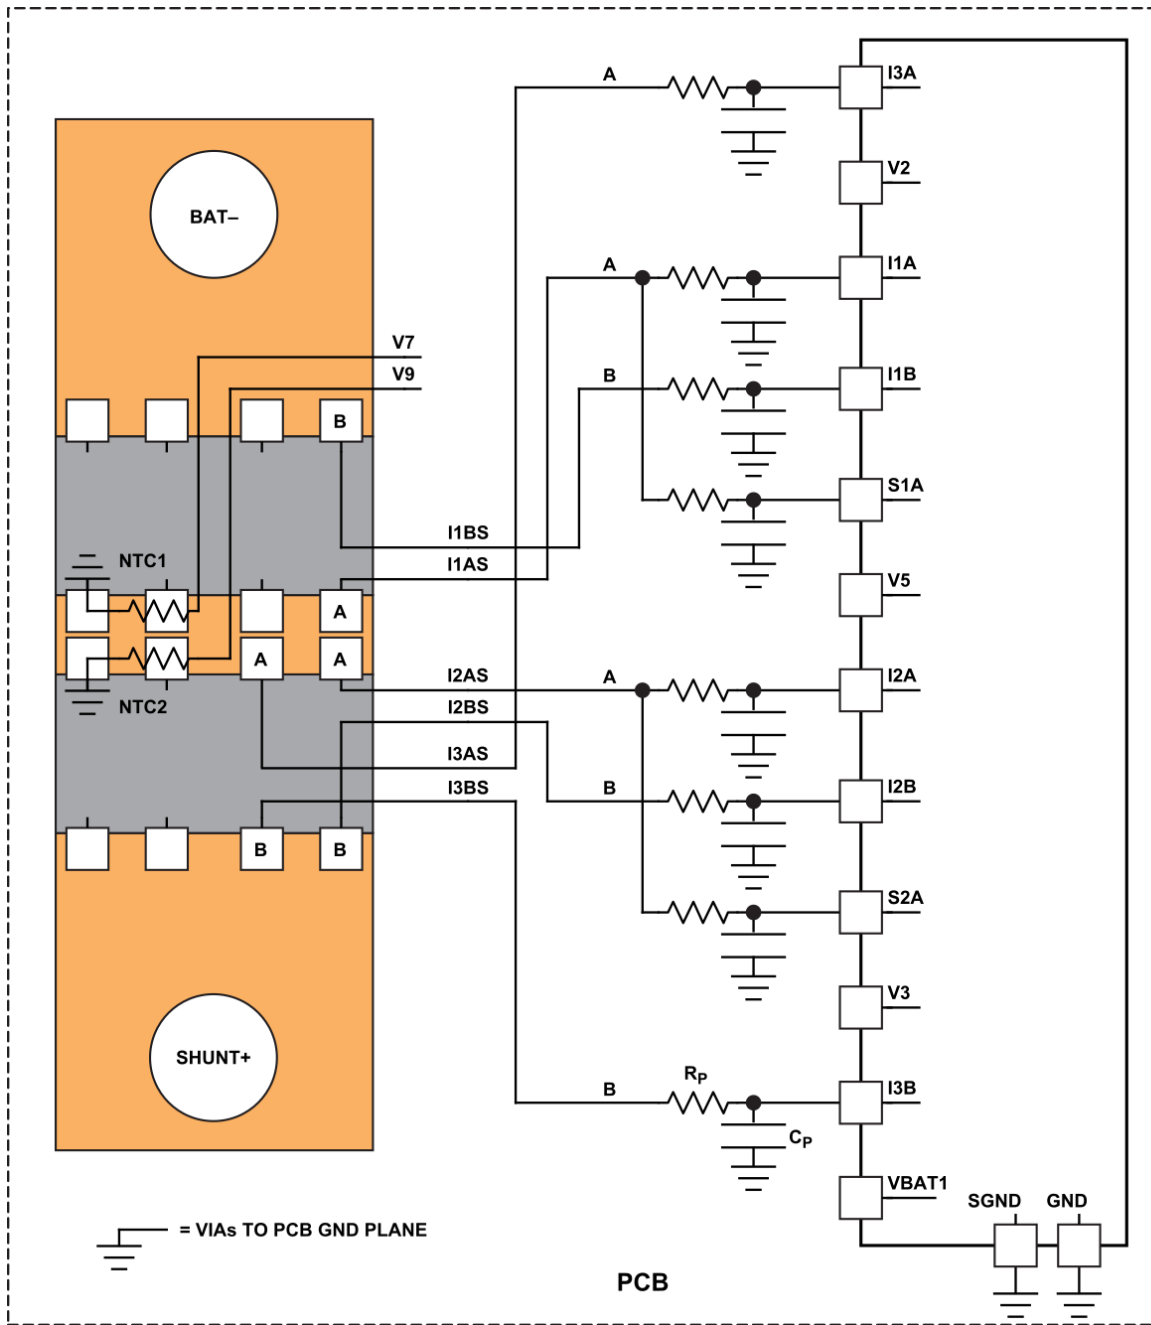 A
I3A
V2
BAT–
A
I1A
V7
V9
B
I1B
B
S1A
I1BS
NTC1
I1AS
V5
A
A
A
I2AS
A
I2A
NTC2
I2BS
I3AS
I3BS
B
I2B
B
B
S2A
V3
SHUNT+
RP
B
I3B
CP
VBAT1
SGND
GND
= VIAs TO PCB GND PLANE
PCB